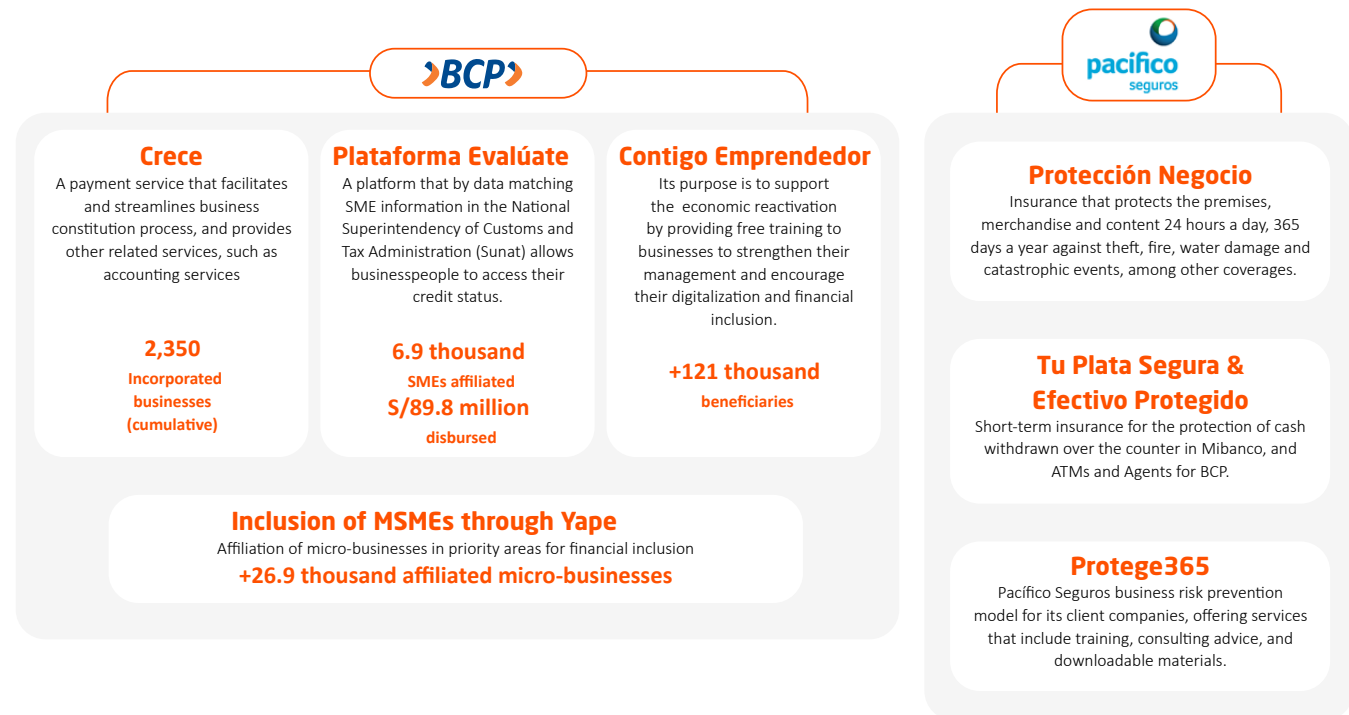 BCP
Crece
A payment service that facilitates
and streamlines business
constitution process, and provides
other related services, such as
accounting services
2,350
Incorporated
businesses
(cumulative)
Plataforma Evalúate
A platform that by data matching
SME information in the National
Superintendency of Customs and
Tax Administration (Sunat) allows
businesspeople to access their
credit status.
6.9 thousand
SMEs affiliated
S/89.8 million
disbursed
Contigo Emprendedor
Its purpose is to support
the economic reactivation
by providing free training to
businesses to strengthen their
management and encourage
their digitalization and financial
inclusion.
+121 thousand
beneficiaries
Inclusion of MSMEs through Yape
Affiliation of micro-businesses in priority areas for financial inclusion
+26.9 thousand affiliated micro-businesses
pacífico
seguros
Protección Negocio
Insurance that protects the premises,
merchandise and content 24 hours a day, 365
days a year against theft, fire, water damage and
catastrophic events, among other coverages.
Tu Plata Segura &
Efectivo Protegido
Short-term insurance for the protection of cash
withdrawn over the counter in Mibanco, and
ATMs and Agents for BCP.
Protege365
Pacífico Seguros business risk prevention
model for its client companies, offering services
that include training, consulting advice, and
downloadable materials.